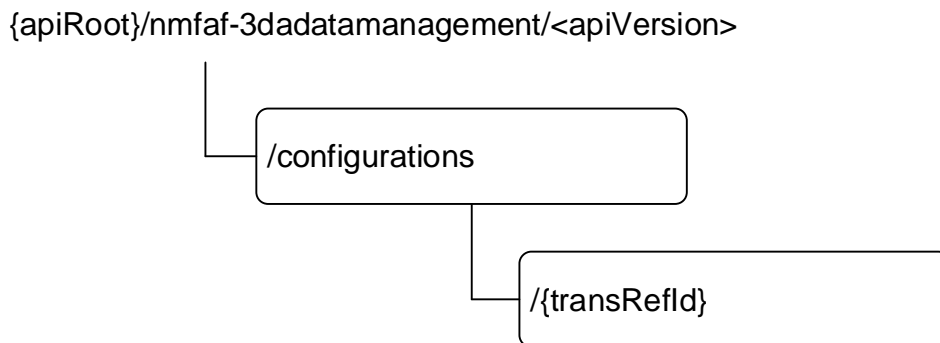 {apiRoot}/nmfaf-3dadatamanagement/<apiVersion>
/configurations
/{transRefId}